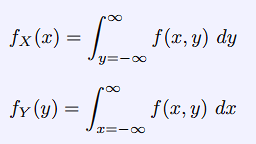 f_X(x) = ∫_{y=-∞}^{∞} f(x, y) dy
f_Y(y) = ∫_{x=-∞}^{∞} f(x, y) dx